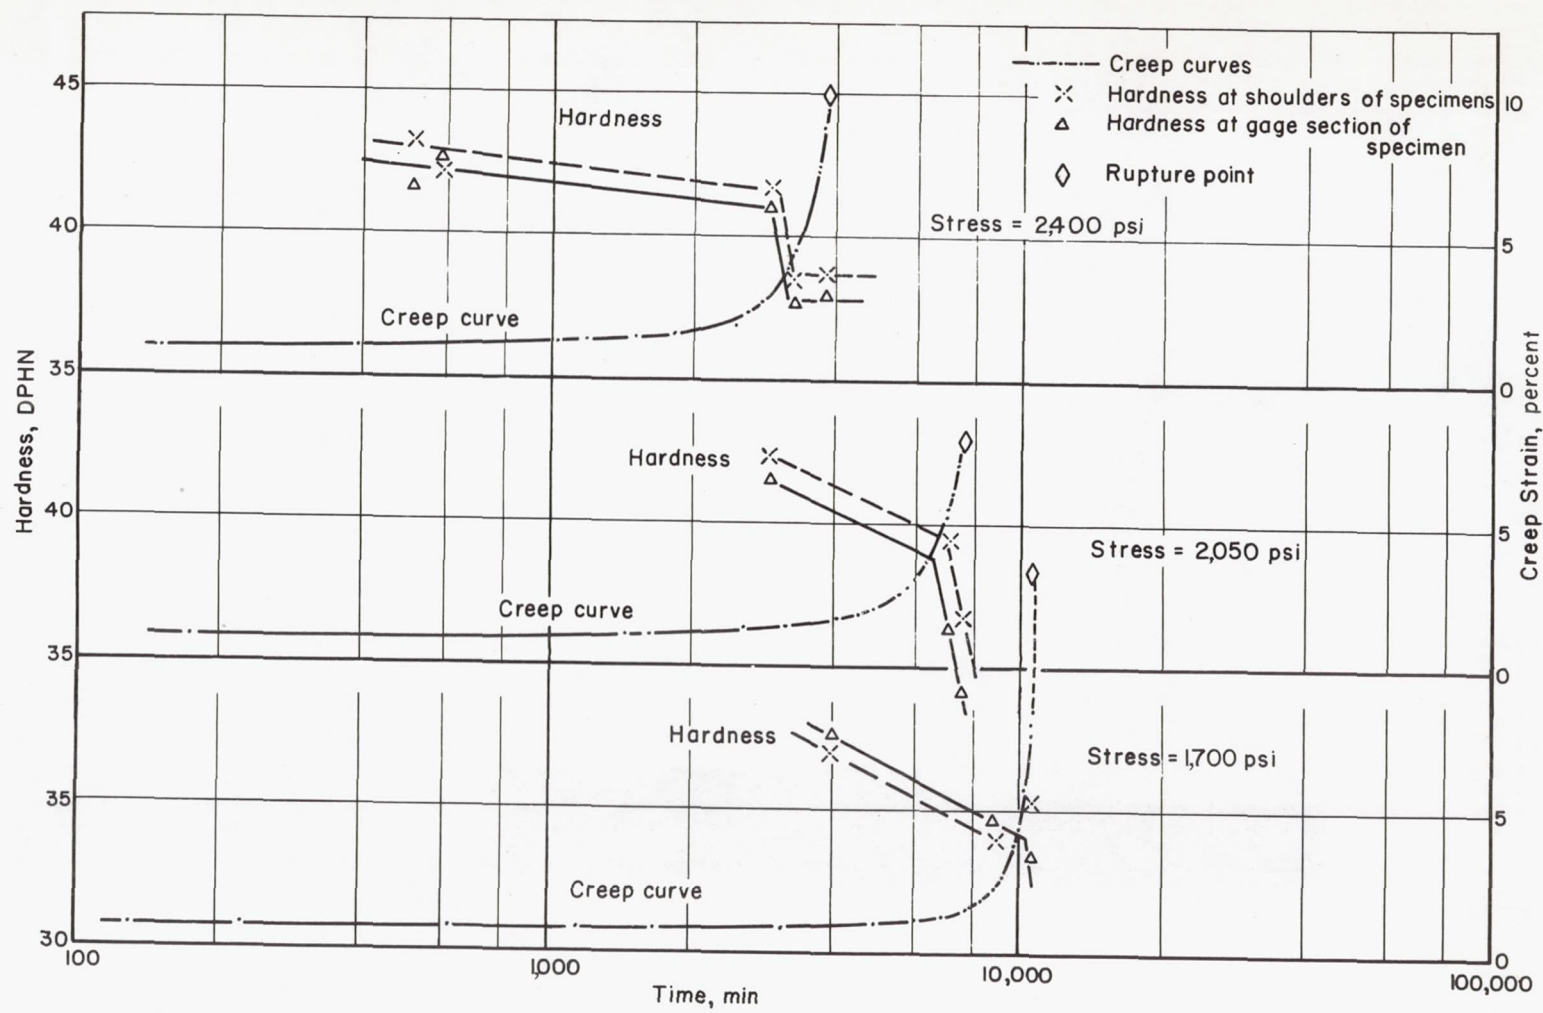 Creep curves
Hardness at shoulders of specimens
Hardness at gage section of
specimen
Rupture point
45
Hardness
10
40
Stress = 2,400 psi
5
Creep curve
35
0
Hardness
40
5
Stress = 2,050 psi
Creep curve
35
0
Hardness
Stress = 1,700 psi
35
5
Creep curve
30
0
100
1,000
10,000
100,000
Time, min
Hardness, DPHN
Creep Strain, percent